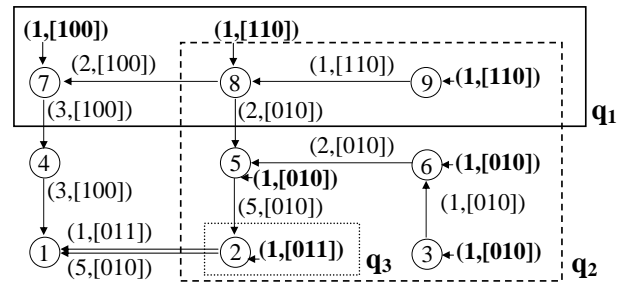 (1,[100]) (1,[110])
(2,[100]) (1,[110])
7 8 9 (1,[110])
(3,[100]) (2,[010]) q1
(2,[010])
4 5 6 (1,[010])
(1,[010])
(3,[100]) (5,[010]) (1,[010])
(1,[011])
1 2 (1,[011]) 3 (1,[010])
(5,[010]) q3 q2